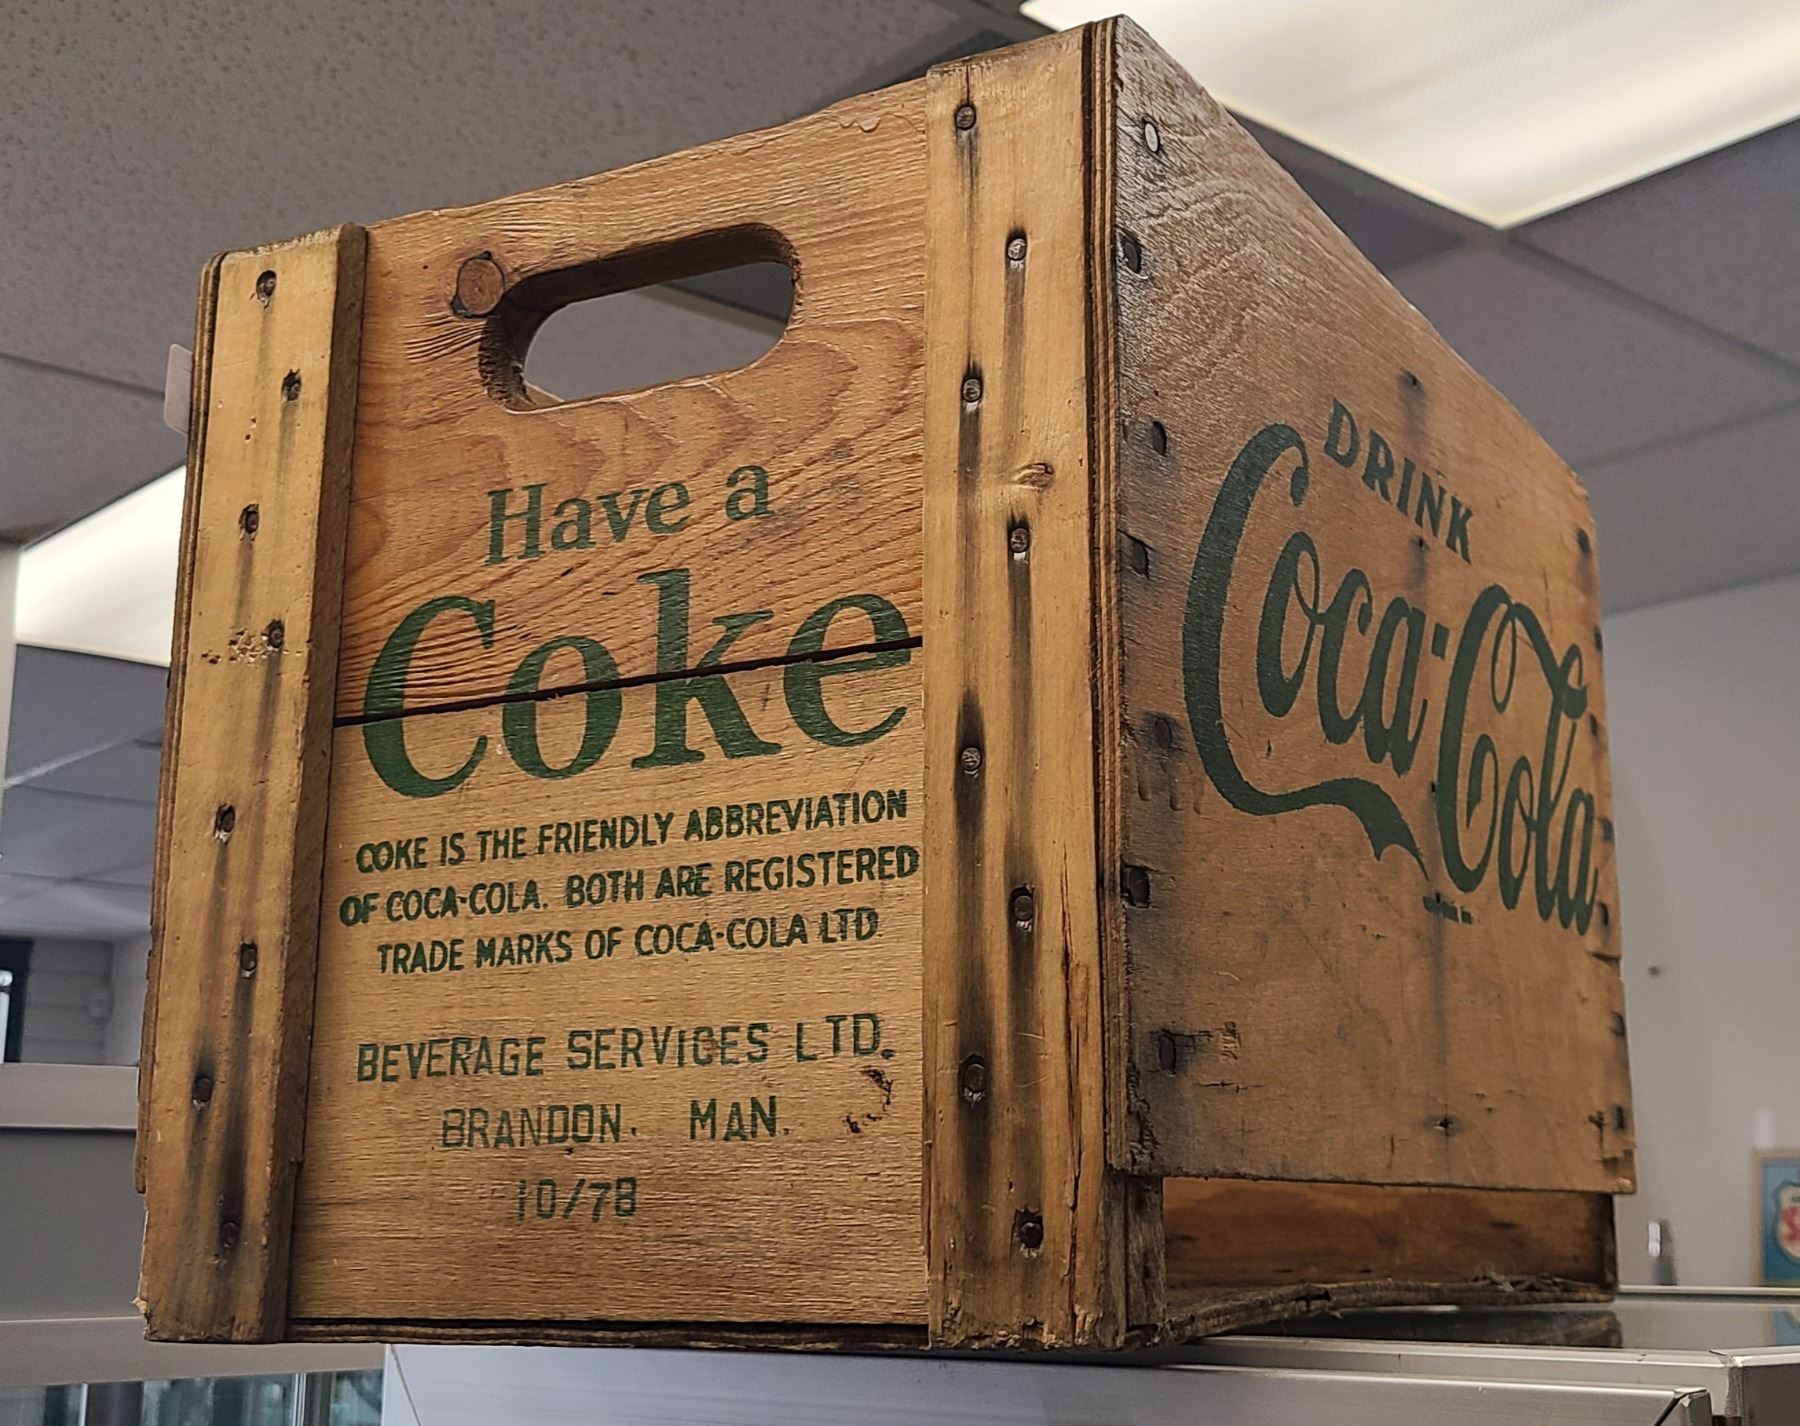 Have a
Coke
COKE IS THE FRIENDLY ABBREVIATION
OF COCA-COLA. BOTH ARE REGISTERED
TRADE MARKS OF COCA-COLA LTD.
BEVERAGE SERVICES LTD.
BRANDON. MAN.
10/78
DRINK
Coca-Cola